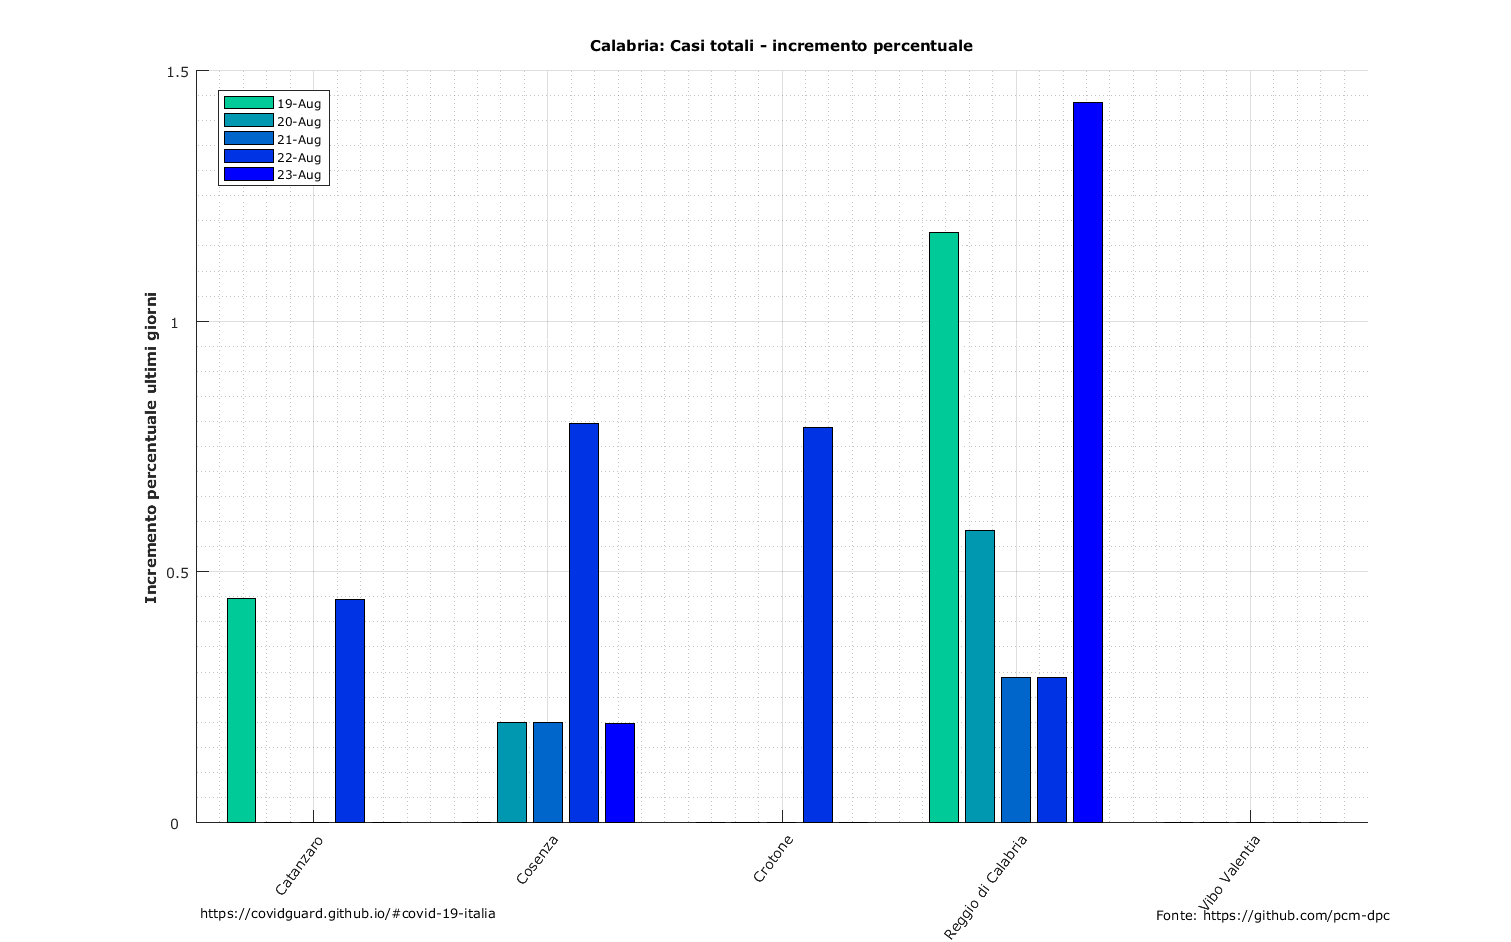 Calabria: Casi totali - incremento percentuale
1.5
1
0.5
0
Incremento percentuale ultimi giorni
19-Aug
20-Aug
21-Aug
22-Aug
23-Aug
Catanzaro
Cosenza
Crotone
Reggio di Calabria
Vibo Valentia
https://covidguard.github.io/#covid-19-italia
Fonte: https://github.com/pcm-dpc